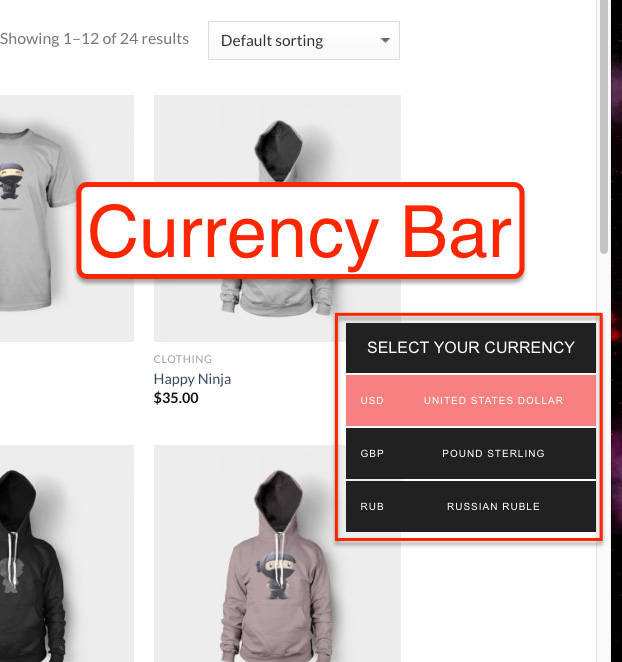 Showing 1–12 of 24 results
Default sorting
Currency Bar
CLOTHING
Happy Ninja
$35.00
SELECT YOUR CURRENCY
USD UNITED STATES DOLLAR
GBP POUND STERLING
RUB RUSSIAN RUBLE